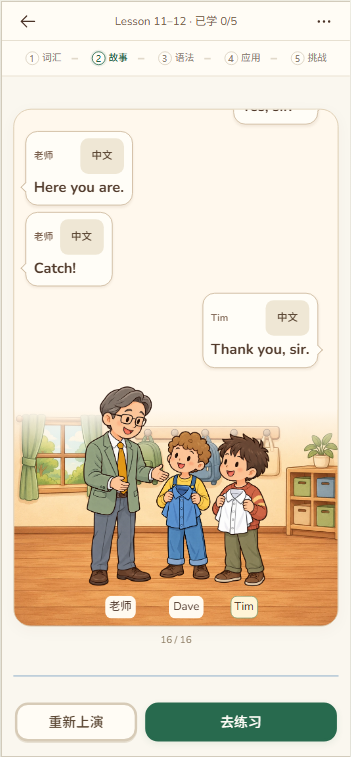 Lesson 11–12 · 已学 0/5
1 词汇 2 故事 3 语法 4 应用 5 挑战
Yes, sir.
老师 中文
Here you are.
老师 中文
Catch!
Tim 中文
Thank you, sir.
老师 Dave Tim
16 / 16
重新上演 去练习